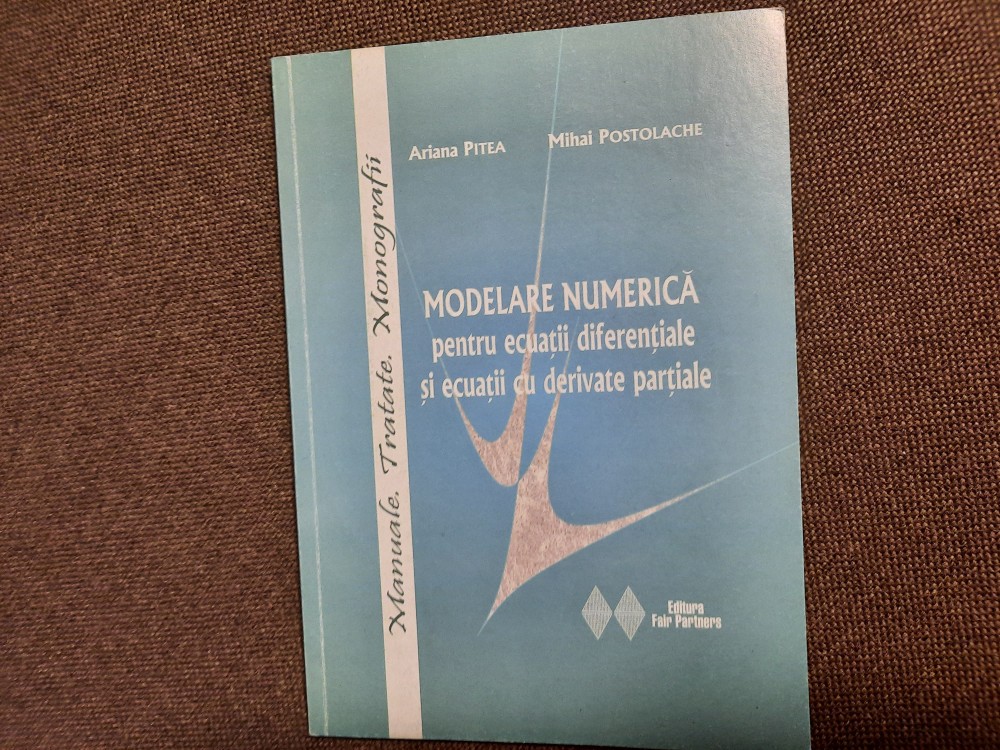 Ariana PITEA Mihai POSTOLACHE
MODELARE NUMERICĂ
pentru ecuații diferențiale
și ecuații cu derivate parțiale
Manuale. Tratate. Monografii
Editura
Fair Partners